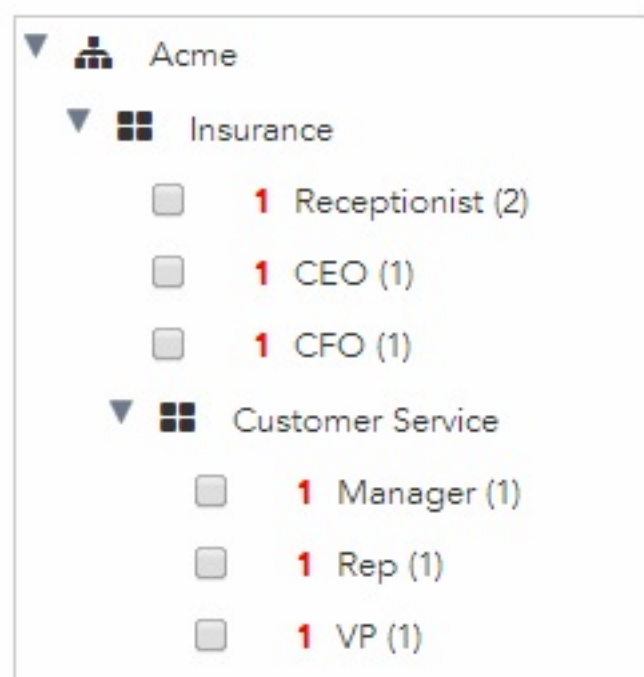 Acme
Insurance
1 Receptionist (2)
1 CEO (1)
1 CFO (1)
Customer Service
1 Manager (1)
1 Rep (1)
1 VP (1)